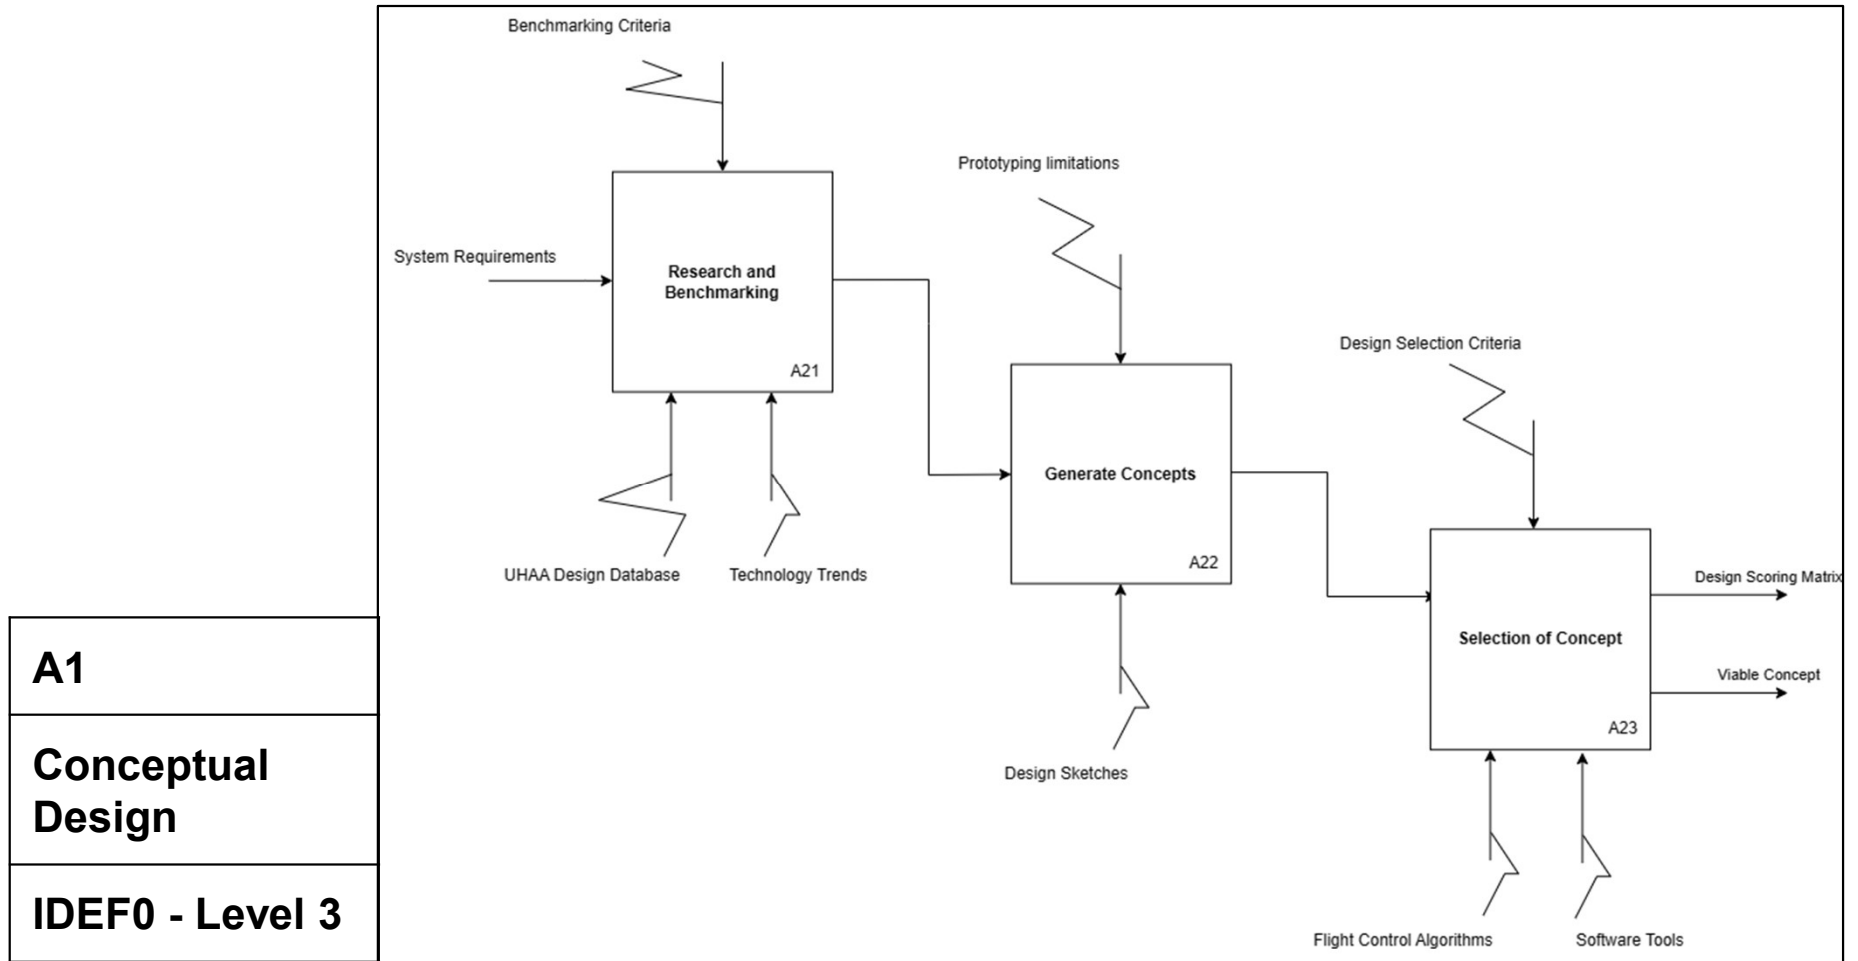 Benchmarking Criteria
Prototyping limitations
System Requirements
Research and
Benchmarking
A21
Design Selection Criteria
Generate Concepts
A22
UHAA Design Database
Technology Trends
Design Scoring Matrix
Selection of Concept
Viable Concept
A23
Design Sketches
Flight Control Algorithms
Software Tools
A1
Conceptual
Design
IDEF0 - Level 3